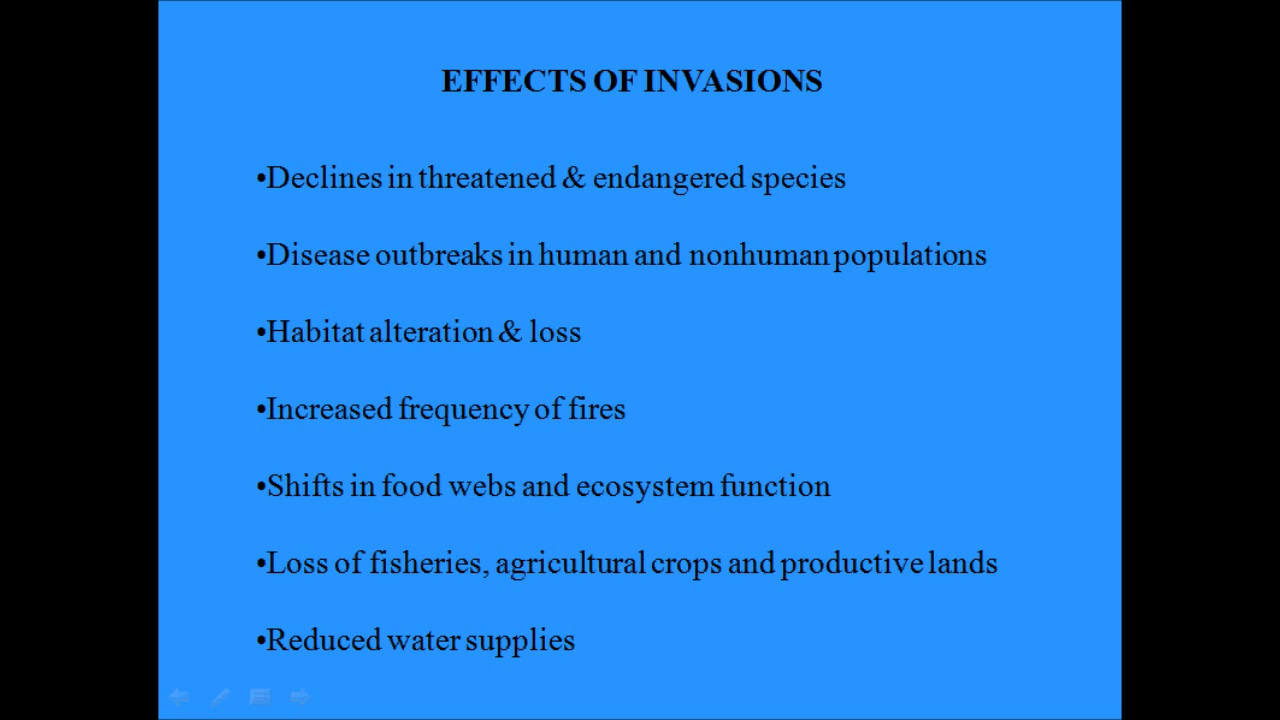 EFFECTS OF INVASIONS
•Declines in threatened & endangered species
•Disease outbreaks in human and nonhuman populations
•Habitat alteration & loss
•Increased frequency of fires
•Shifts in food webs and ecosystem function
•Loss of fisheries, agricultural crops and productive lands
•Reduced water supplies